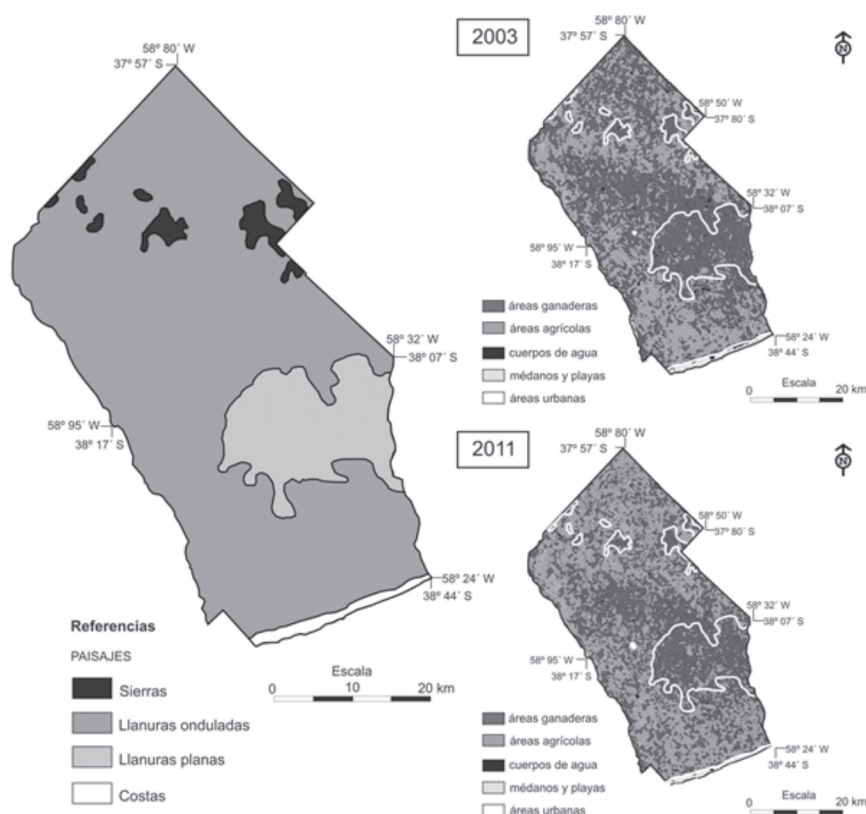 58º 80´ W
37º 57´ S
58º 32´ W
38º 07´ S
58º 95´ W
38º 17´ S
58º 24´ W
38º 44´ S
Referencias
PAISAJES
Sierras
Llanuras onduladas
Llanuras planas
Costas
Escala
0 10 20 km
2003
N
58º 80´ W
37º 57´ S
58º 50´ W
37º 80´ S
58º 32´ W
38º 07´ S
58º 95´ W
38º 17´ S
58º 24´ W
38º 44´ S
áreas ganaderas
áreas agrícolas
cuerpos de agua
médanos y playas
áreas urbanas
Escala
0 20 km
2011
N
58º 80´ W
37º 57´ S
58º 50´ W
37º 80´ S
58º 32´ W
38º 07´ S
58º 95´ W
38º 17´ S
58º 24´ W
38º 44´ S
áreas ganaderas
áreas agrícolas
cuerpos de agua
médanos y playas
áreas urbanas
Escala
0 20 km